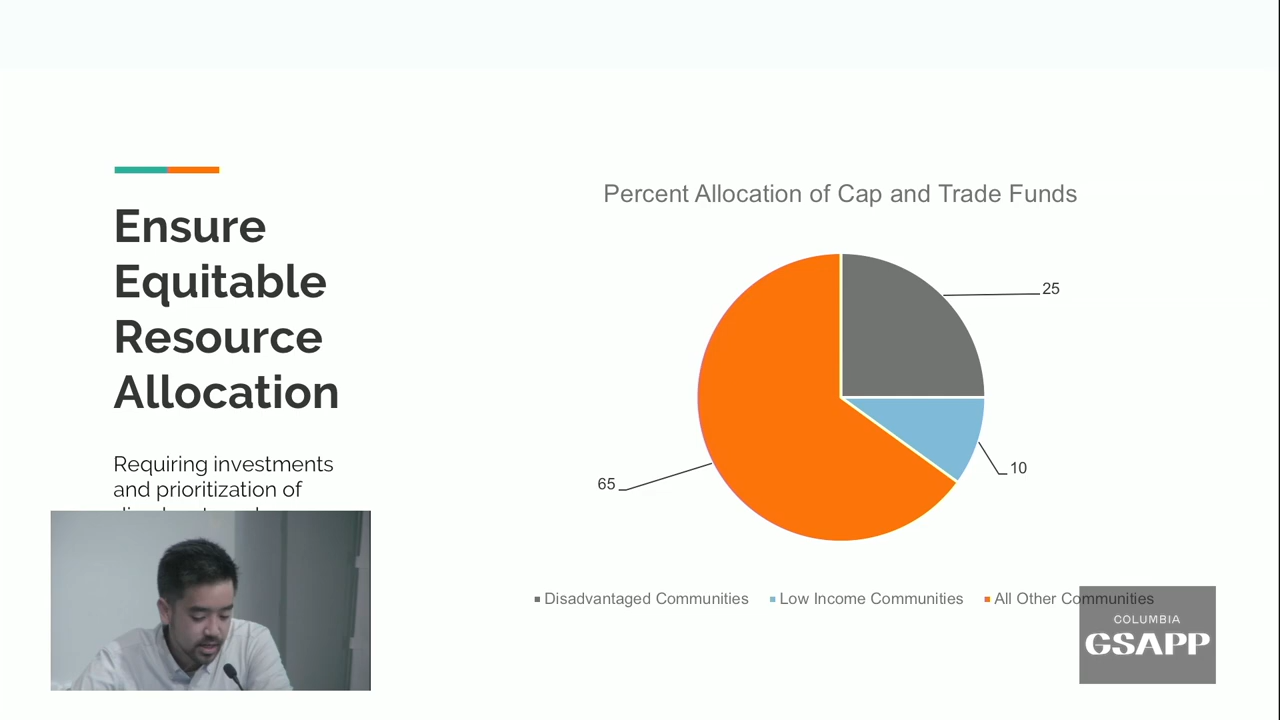 Ensure
Equitable
Resource
Allocation
Requiring investments
and prioritization of
Percent Allocation of Cap and Trade Funds
25
10
65
Disadvantaged Communities Low Income Communities All Other Communities
COLUMBIA
GSAPP